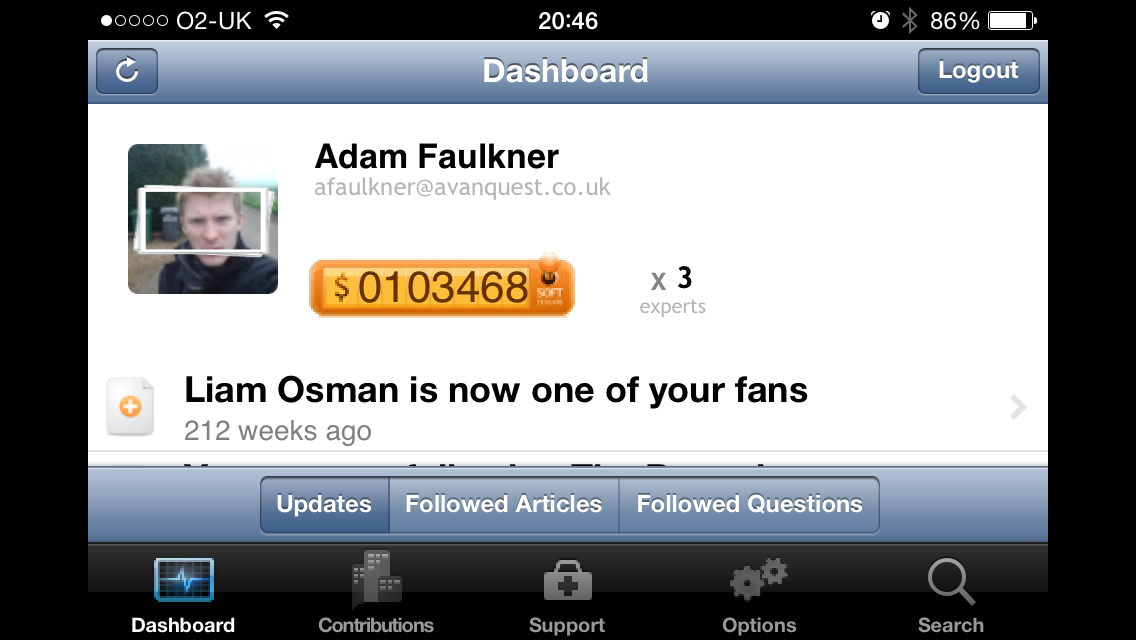 O2-UK 20:46 86%
Dashboard Logout
Adam Faulkner
afaulkner@avanquest.co.uk
$ 0103468 SOFT
x 3
experts
Liam Osman is now one of your fans
212 weeks ago
Updates Followed Articles Followed Questions
Dashboard Contributions Support Options Search